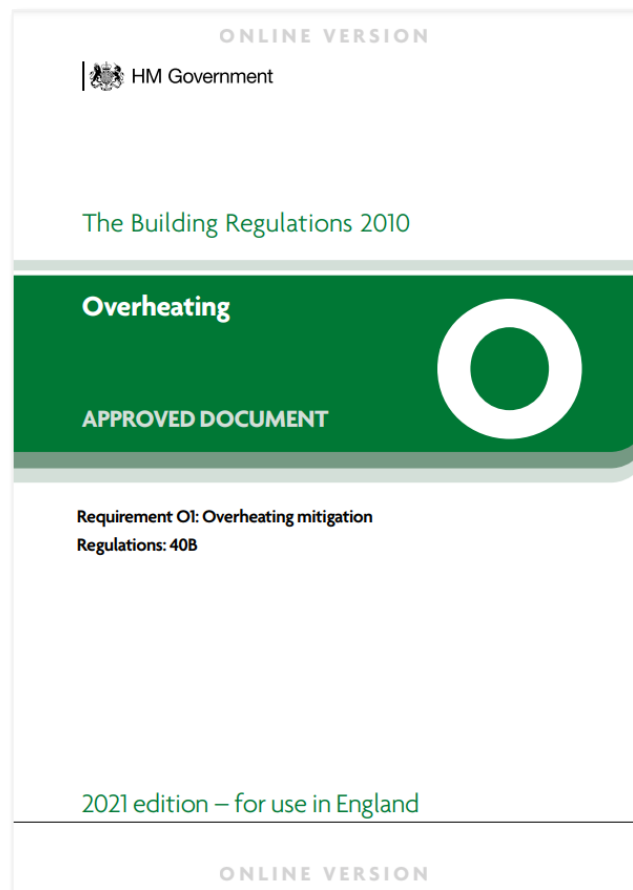 ONLINE VERSION
HM Government
The Building Regulations 2010
Overheating
O
APPROVED DOCUMENT
Requirement O1: Overheating mitigation
Regulations: 40B
2021 edition – for use in England
ONLINE VERSION